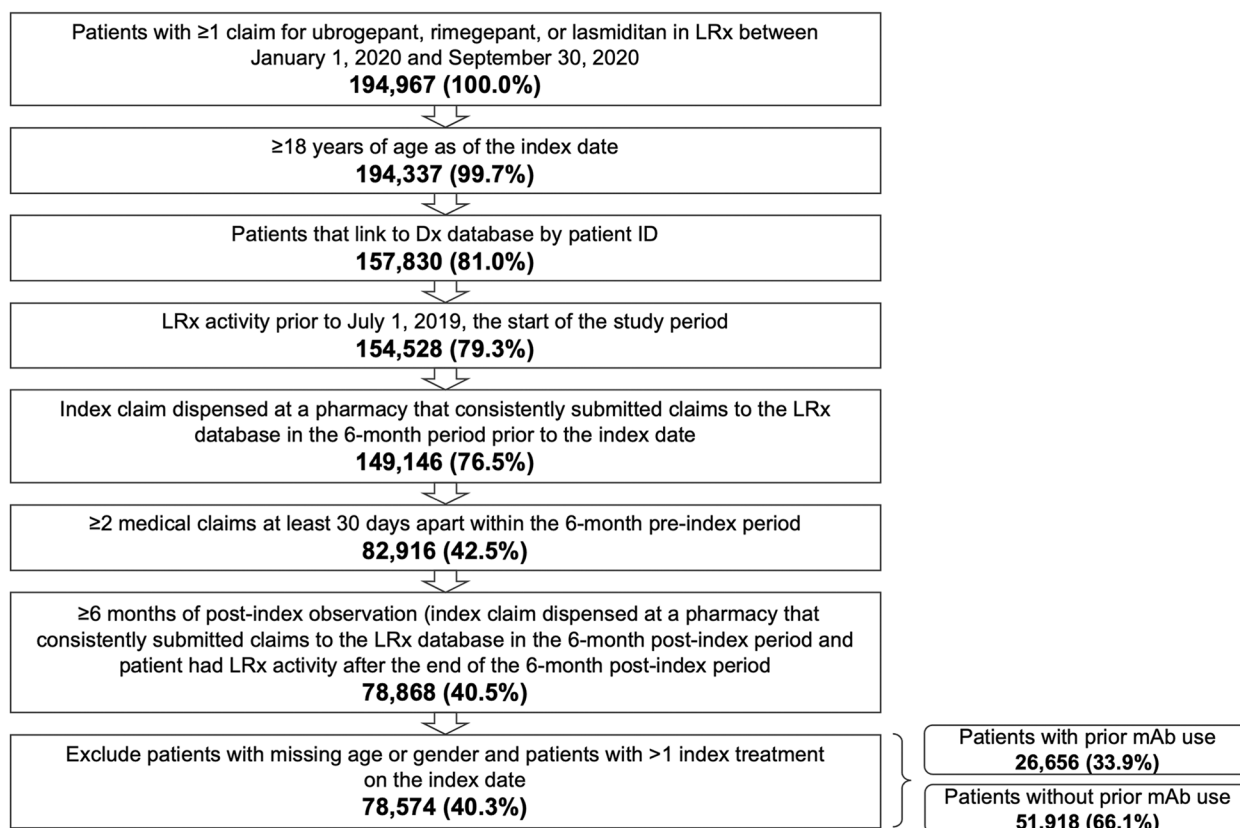 Patients with ≥1 claim for ubrogepant, rimegepant, or lasmiditan in LRx between
January 1, 2020 and September 30, 2020
194,967 (100.0%)
≥18 years of age as of the index date
194,337 (99.7%)
Patients that link to Dx database by patient ID
157,830 (81.0%)
LRx activity prior to July 1, 2019, the start of the study period
154,528 (79.3%)
Index claim dispensed at a pharmacy that consistently submitted claims to the LRx
database in the 6-month period prior to the index date
149,146 (76.5%)
≥2 medical claims at least 30 days apart within the 6-month pre-index period
82,916 (42.5%)
≥6 months of post-index observation (index claim dispensed at a pharmacy that
consistently submitted claims to the LRx database in the 6-month post-index period and
patient had LRx activity after the end of the 6-month post-index period
78,868 (40.5%)
Exclude patients with missing age or gender and patients with >1 index treatment
on the index date
78,574 (40.3%)
Patients with prior mAb use
26,656 (33.9%)
Patients without prior mAb use
51,918 (66.1%)